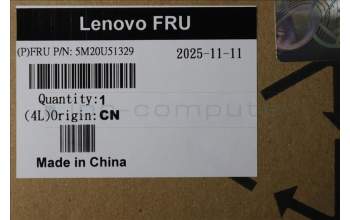 Lenovo FRU
(P)FRU P/N: 5M20U51329 2025-11-11
Quantity:1
(4L)Origin: CN
Made in China